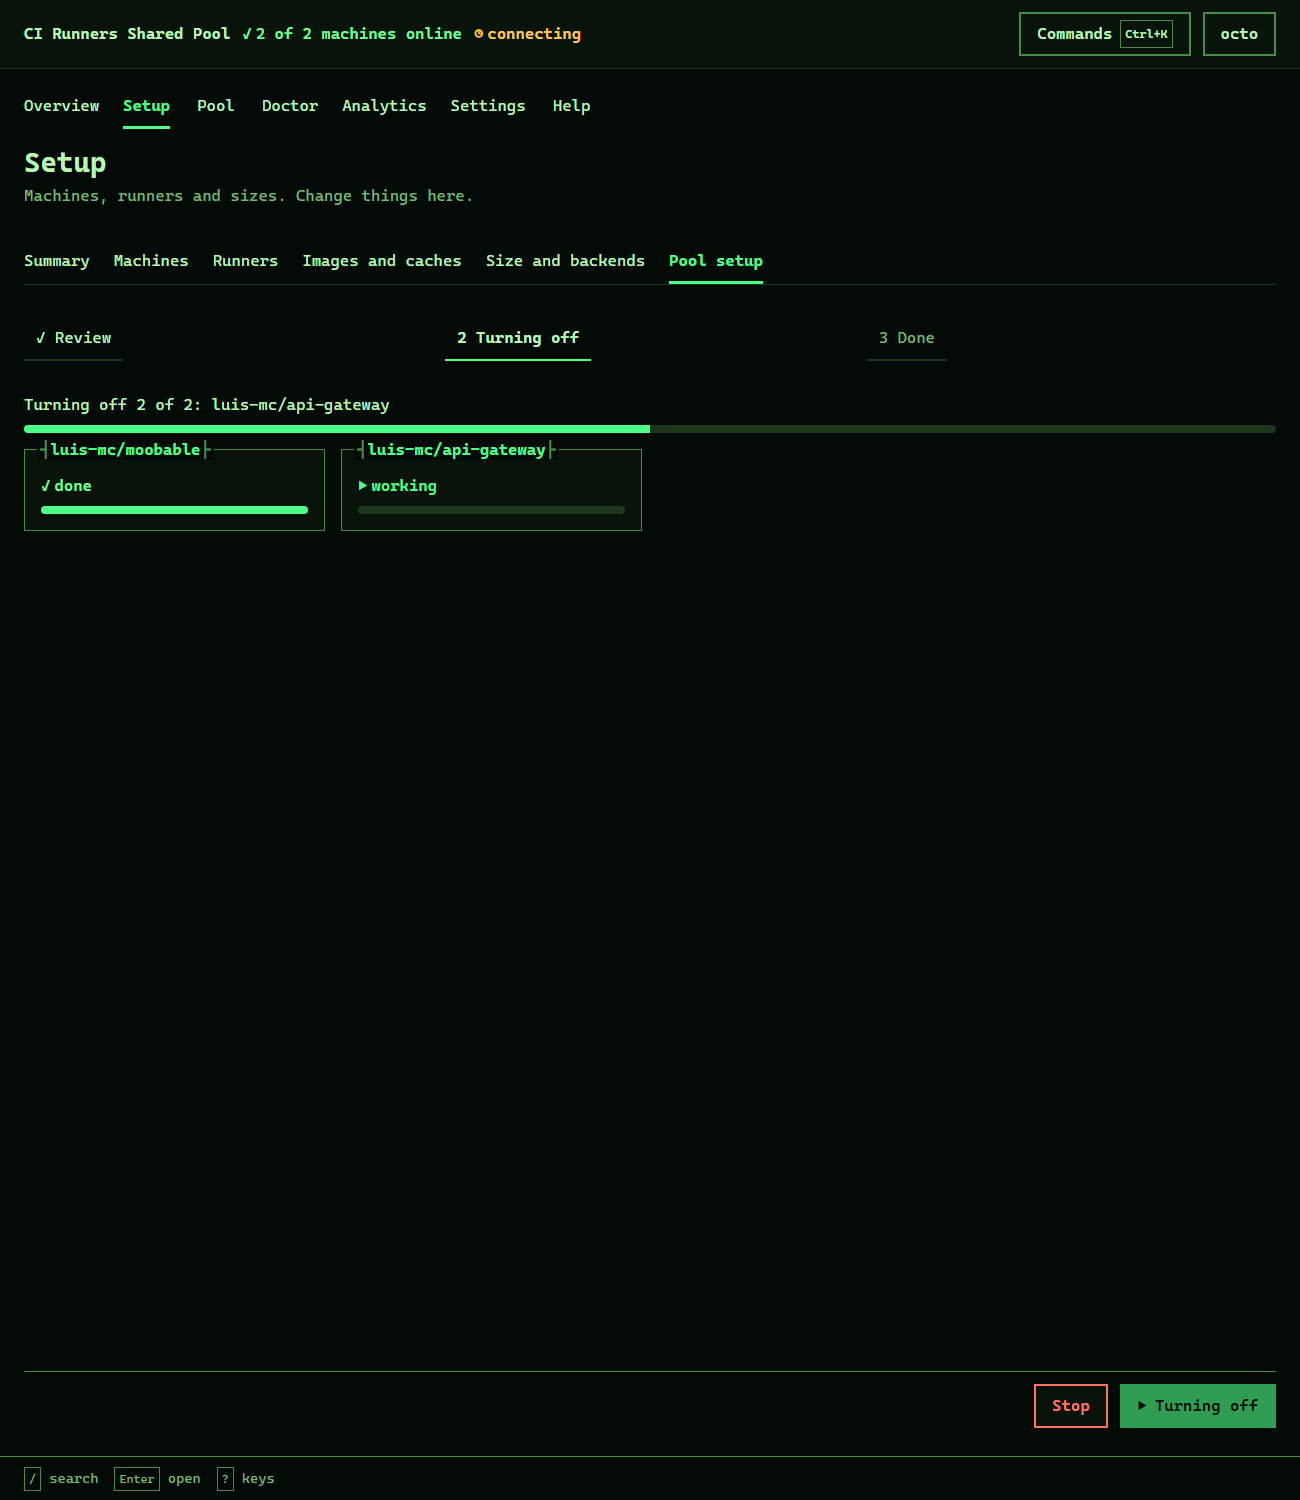 CI Runners Shared Pool ✓ 2 of 2 machines online connecting
Commands Ctrl+K octo
Overview Setup Pool Doctor Analytics Settings Help
Setup
Machines, runners and sizes. Change things here.
Summary Machines Runners Images and caches Size and backends Pool setup
✓ Review 2 Turning off 3 Done
Turning off 2 of 2: luis-mc/api-gateway
luis-mc/moobable luis-mc/api-gateway
✓ done ▶ working
Stop ▶ Turning off
/ search Enter open ? keys